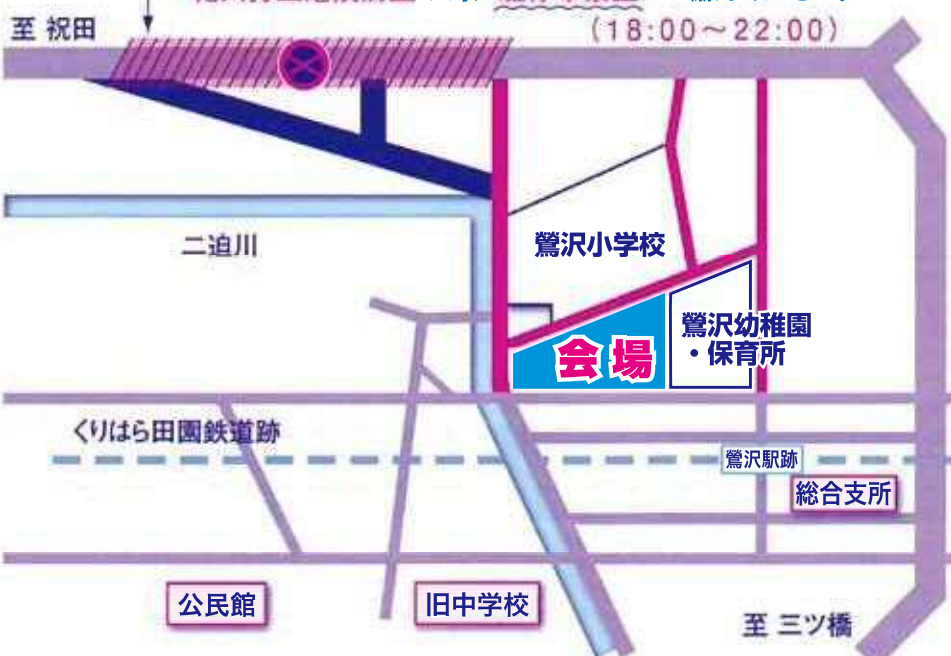 至 祝田
(18:00〜22:00)
二迫川
鶯沢小学校
会場
鶯沢幼稚園
・保育所
くりはら田園鉄道跡
鶯沢駅跡
総合支所
公民館
旧中学校
至 三ツ橋